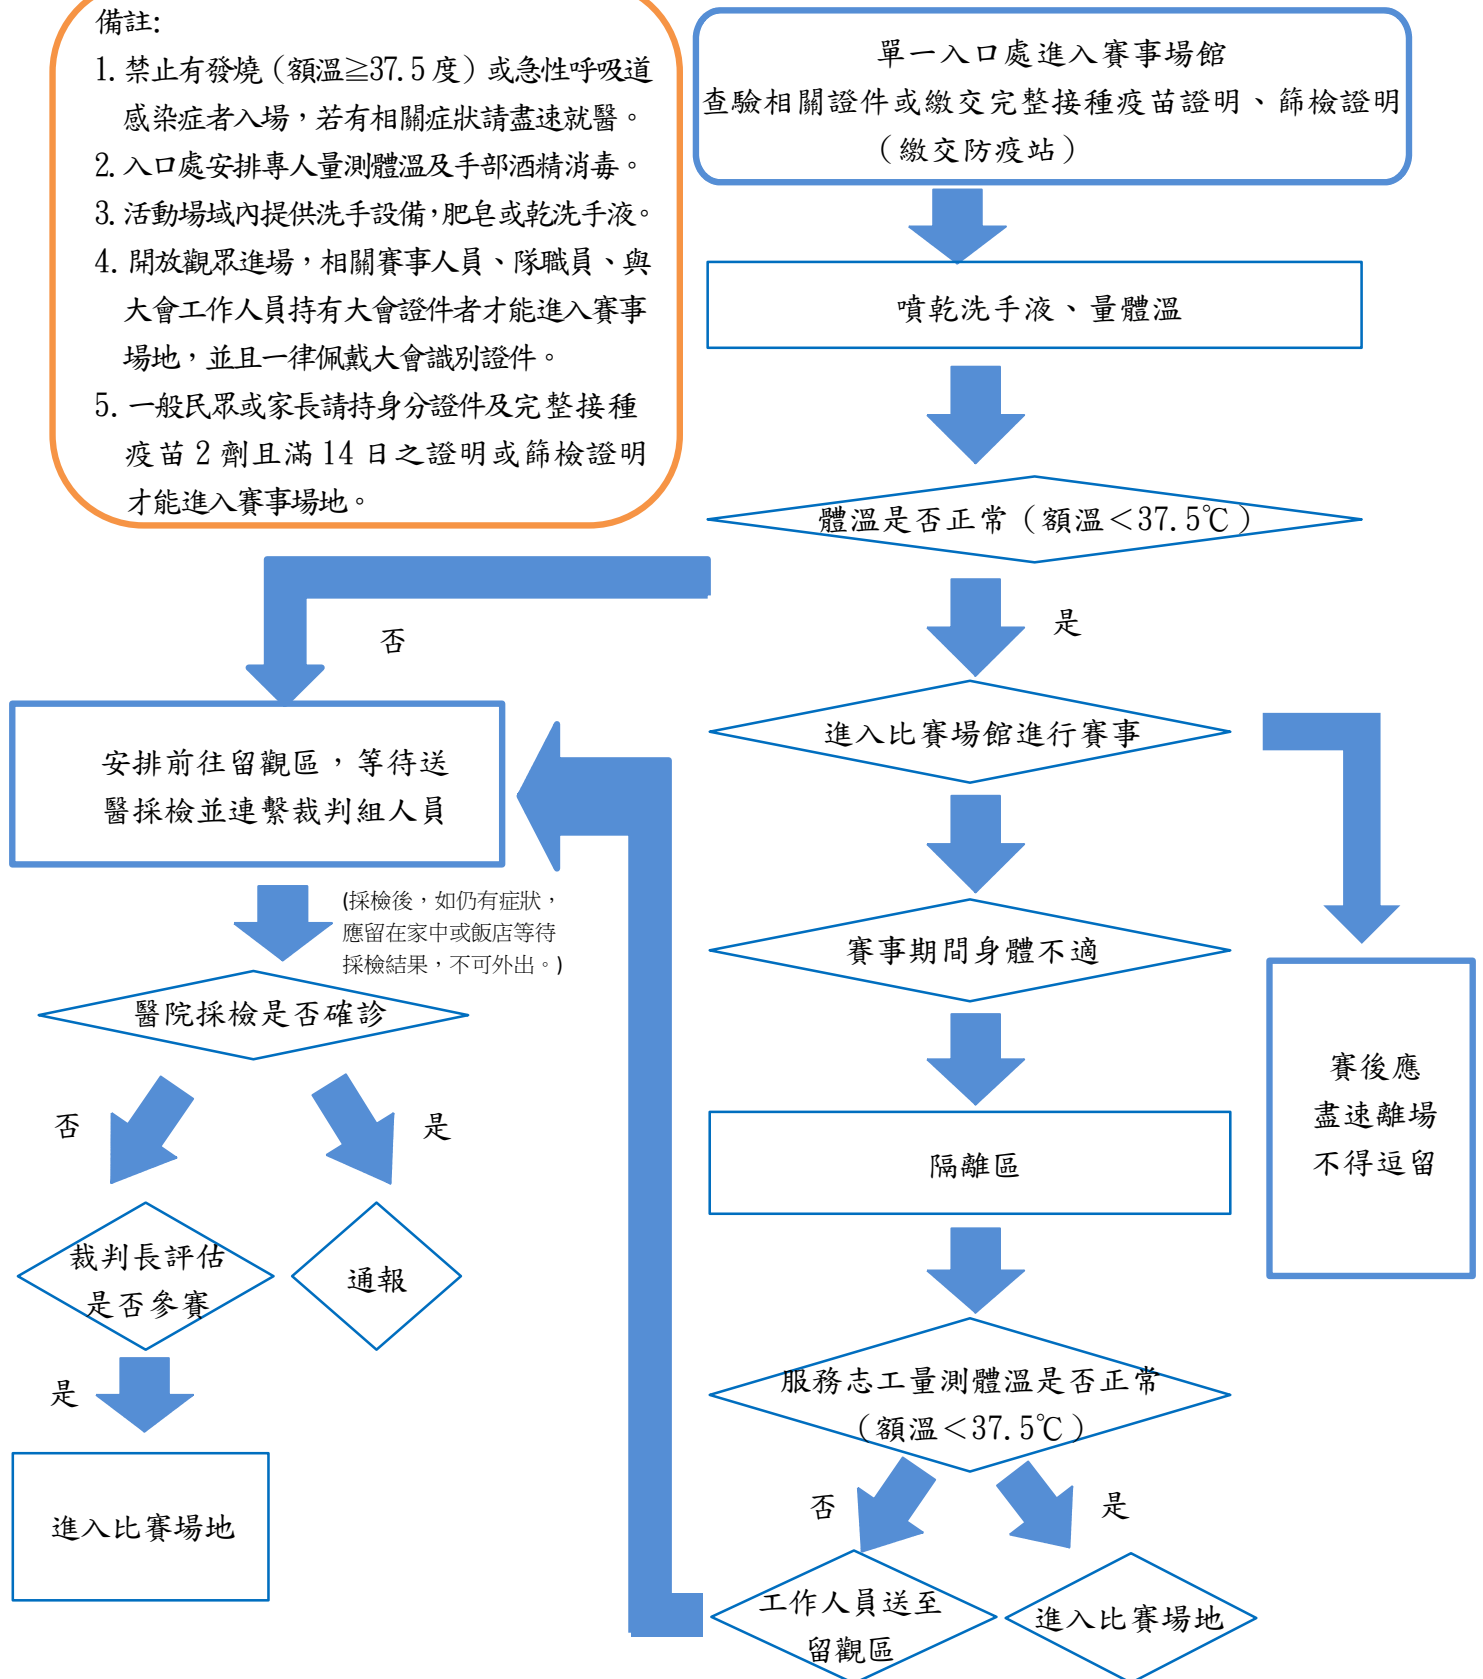 備註:
1. 禁止有發燒（額溫≧37.5 度）或急性呼吸道
感染症者入場，若有相關症狀請盡速就醫。
2. 入口處安排專人量測體溫及手部酒精消毒。
3. 活動場域內提供洗手設備，肥皂或乾洗手液。
4. 開放觀眾進場，相關賽事人員、隊職員、與
大會工作人員持有大會證件者才能進入賽事
場地，並且一律佩戴大會識別證件。
5. 一般民眾或家長請持身分證件及完整接種
疫苗 2 劑且滿 14 日之證明或篩檢證明
才能進入賽事場地。
單一入口處進入賽事場館
查驗相關證件或繳交完整接種疫苗證明、篩檢證明
（繳交防疫站）
噴乾洗手液、量體溫
體溫是否正常（額溫＜37.5℃）
否
是
安排前往留觀區，等待送
醫採檢並連繫裁判組人員
進入比賽場館進行賽事
(採檢後，如仍有症狀，
應留在家中或飯店等待
採檢結果，不可外出。)
賽事期間身體不適
醫院採檢是否確診
賽後應
盡速離場
不得逗留
否
是
隔離區
裁判長評估
是否參賽
通報
是
服務志工量測體溫是否正常
（額溫＜37.5℃）
進入比賽場地
否
是
工作人員送至
留觀區
進入比賽場地